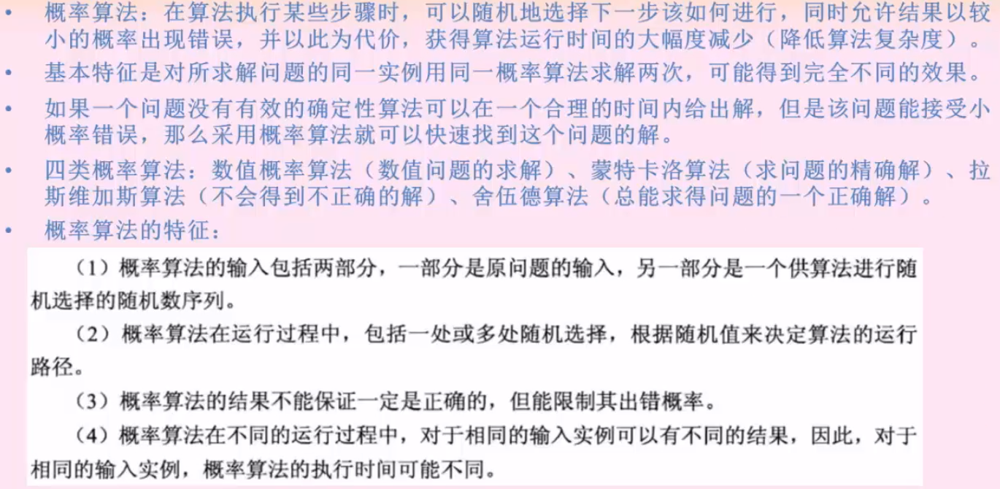 • 概率算法：在算法执行某些步骤时，可以随机地选择下一步该如何进行，同时允许结果以较
小的概率出现错误，并以此为代价，获得算法运行时间的大幅度减少（降低算法复杂度）。
• 基本特征是对所求解问题的同一实例用同一概率算法求解两次，可能得到完全不同的效果。
• 如果一个问题没有有效的确定性算法可以在一个合理的时间内给出解，但是该问题能接受小
概率错误，那么采用概率算法就可以快速找到这个问题的解。
• 四类概率算法：数值概率算法（数值问题的求解）、蒙特卡洛算法（求问题的精确解）、拉
斯维加斯算法（不会得到不正确的解）、舍伍德算法（总能求得问题的一个正确解）。
• 概率算法的特征：
（1）概率算法的输入包括两部分，一部分是原问题的输入，另一部分是一个供算法进行随
机选择的随机数序列。
（2）概率算法在运行过程中，包括一处或多处随机选择，根据随机值来决定算法的运行
路径。
（3）概率算法的结果不能保证一定是正确的，但能限制其出错概率。
（4）概率算法在不同的运行过程中，对于相同的输入实例可以有不同的结果，因此，对于
相同的输入实例，概率算法的执行时间可能不同。